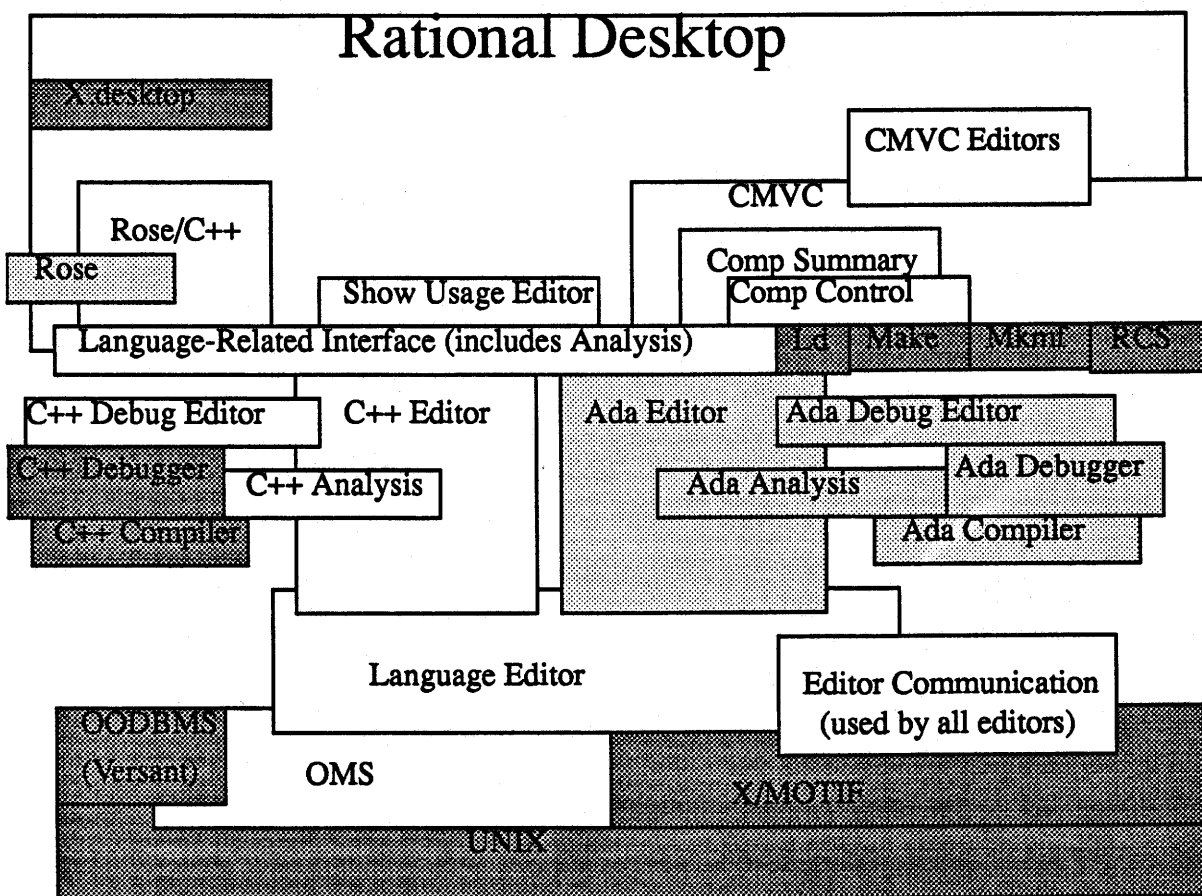 Rational Desktop
X.desktop
CMVC Editors
CMVC
Rose/C++
Rose
Comp Summary
Show Usage Editor
Comp Control
Language-Related Interface (includes Analysis)
Ld
Make
Mkmf
RCS
C++ Debug Editor
C++ Editor
Ada Editor
Ada Debug Editor
C++ Debugger
C++ Analysis
Ada Analysis
Ada Debugger
C++ Compiler
Ada Compiler
Language Editor
Editor Communication
(used by all editors)
OODBMS
(Versant)
OMS
X/MOTIF
UNIX